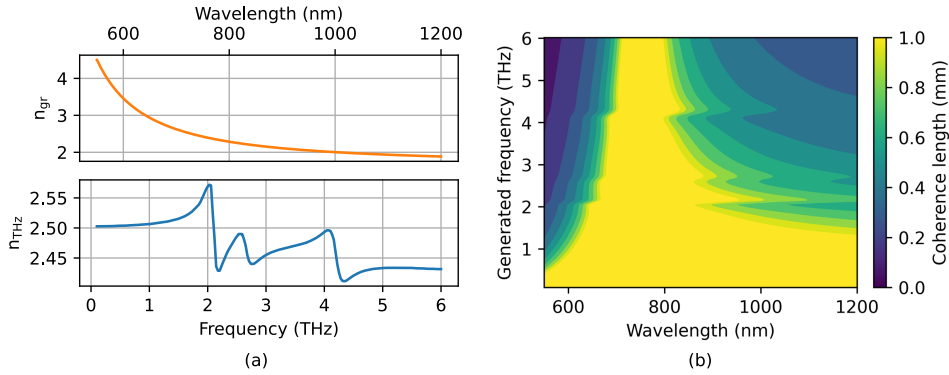 Wavelength (nm)
600 800 1000 1200
4
3
2
n_gr
2.55
2.50
2.45
n_THz
0 1 2 3 4 5 6
Frequency (THz)
(a)
6
5
4
3
2
1
Generated frequency (THz)
600 800 1000 1200
Wavelength (nm)
(b)
1.0
0.8
0.6
0.4
0.2
0.0
Coherence length (mm)